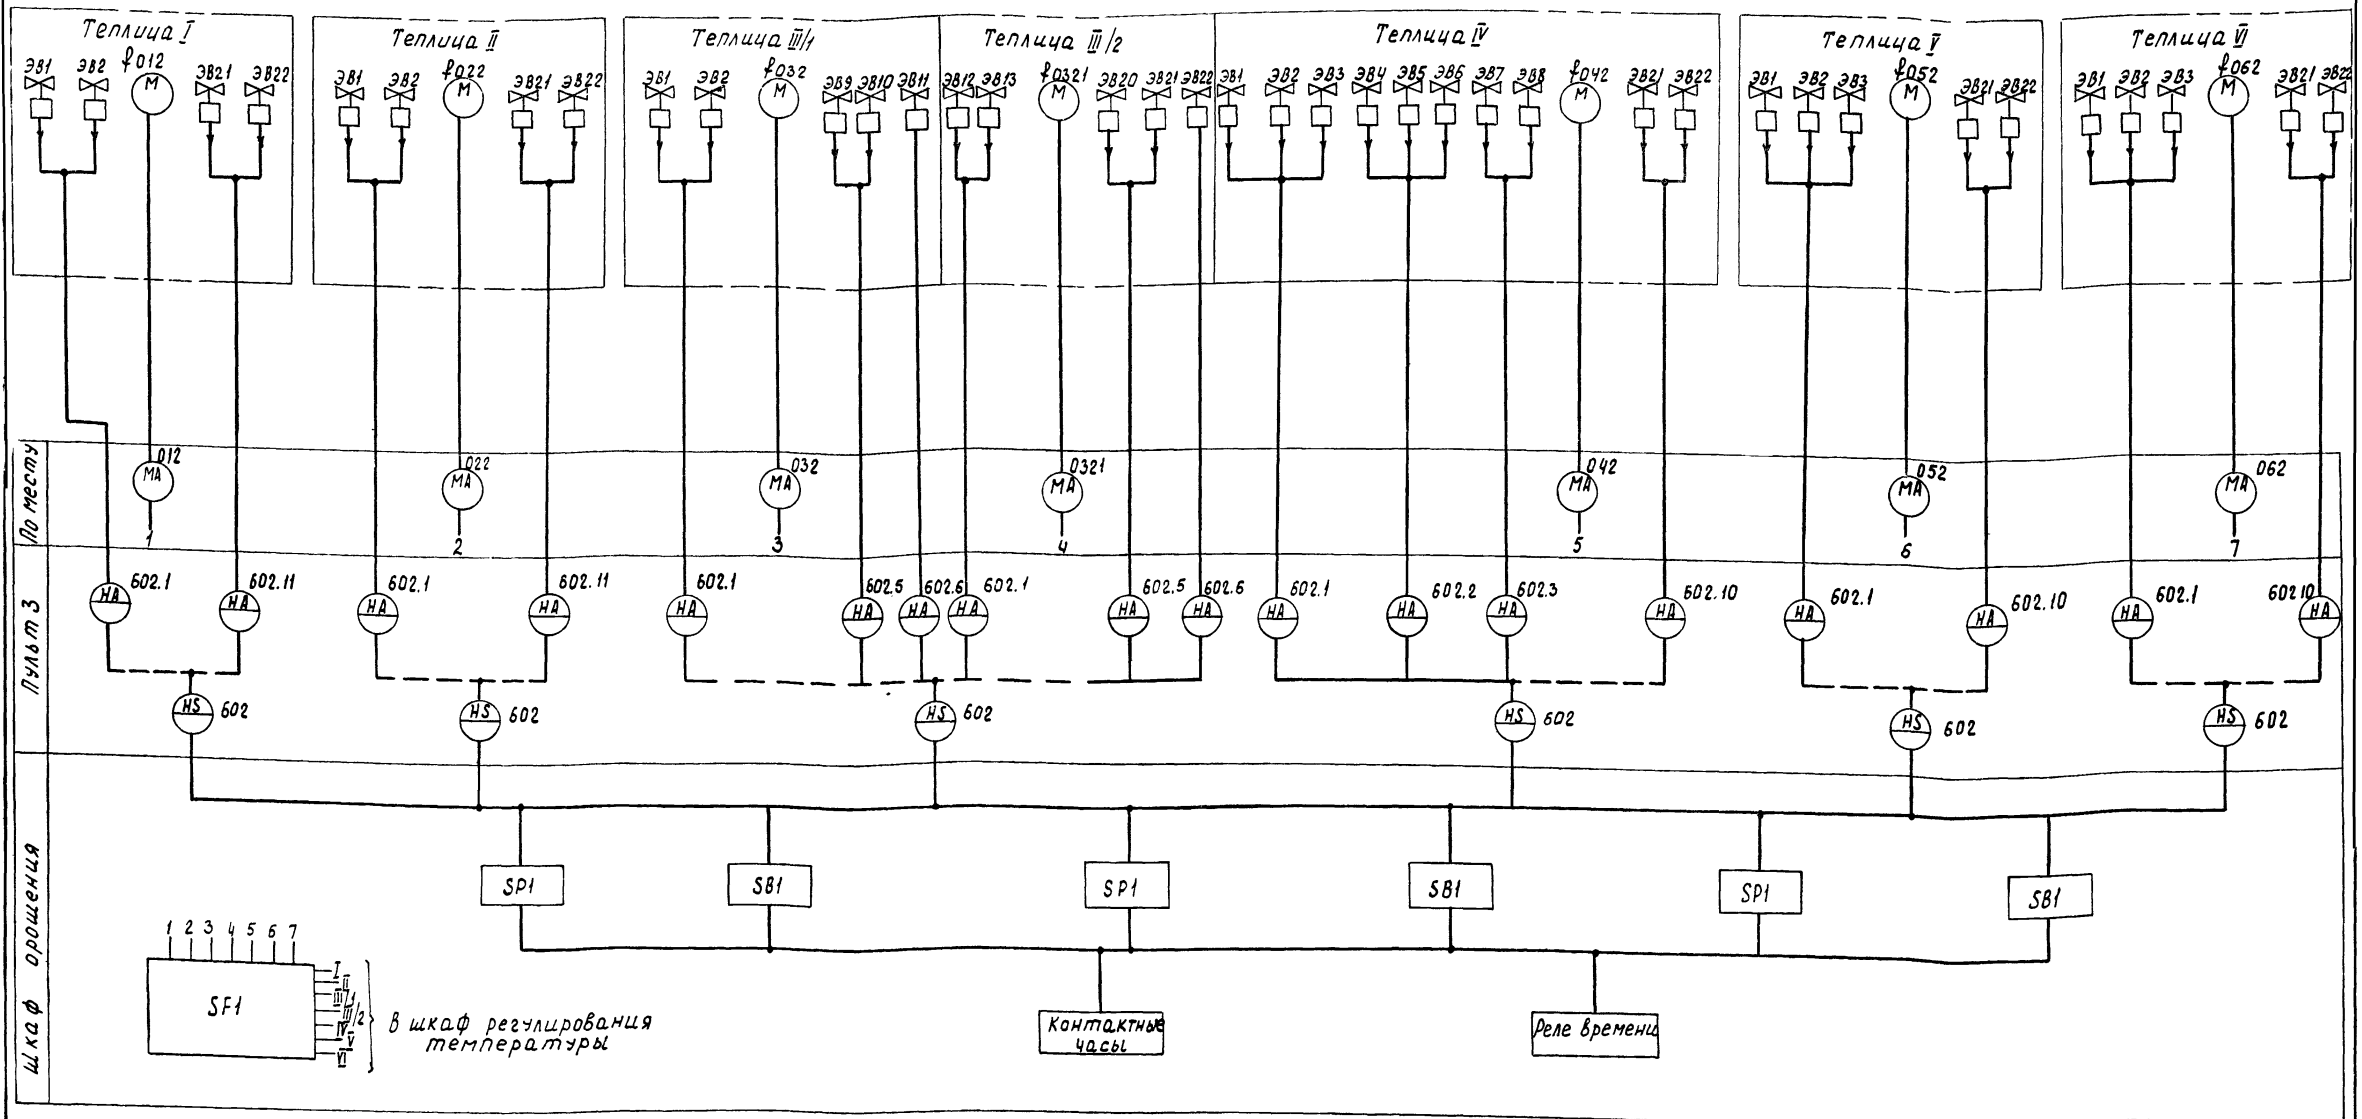 Теплица I
Теплица II
Теплица III/1
Теплица III/2
Теплица IV
Теплица V
Теплица VI
ЭВ1 ЭВ2 f012 М ЭВ21 ЭВ22
ЭВ1 ЭВ2 f022 М ЭВ21 ЭВ22
ЭВ1 ЭВ2 f032 М ЭВ9 ЭВ10 ЭВ11
ЭВ12 ЭВ13 f0321 М ЭВ20 ЭВ21 ЭВ22
ЭВ1 ЭВ2 ЭВ3 ЭВ4 ЭВ5 ЭВ6 ЭВ7 ЭВ8 f042 М ЭВ21 ЭВ22
ЭВ1 ЭВ2 ЭВ3 f052 М ЭВ21 ЭВ22
ЭВ1 ЭВ2 ЭВ3 f062 М ЭВ21 ЭВ22
По месту
МА 012 МА 022 МА 032 МА 0321 МА 042 МА 052 МА 062
1 2 3 4 5 6 7
Пульт 3
НА 602.1 НА 602.11
НА 602.1 НА 602.11
НА 602.1 НА 602.5 НА 602.6
НА 602.1 НА 602.5 НА 602.6
НА 602.1 НА 602.2 НА 602.3 НА 602.10
НА 602.1 НА 602.10
НА 602.1 НА 602 10
HS 602 HS 602 HS 602 HS 602 HS 602 HS 602
Шкаф орошения
SP1 SB1 SP1 SB1 SP1 SB1
1 2 3 4 5 6 7
SF1
I
II
III/1
III/2
IV
V
VI
В шкаф регулирования
температуры
Контактные
часы
Реле времени